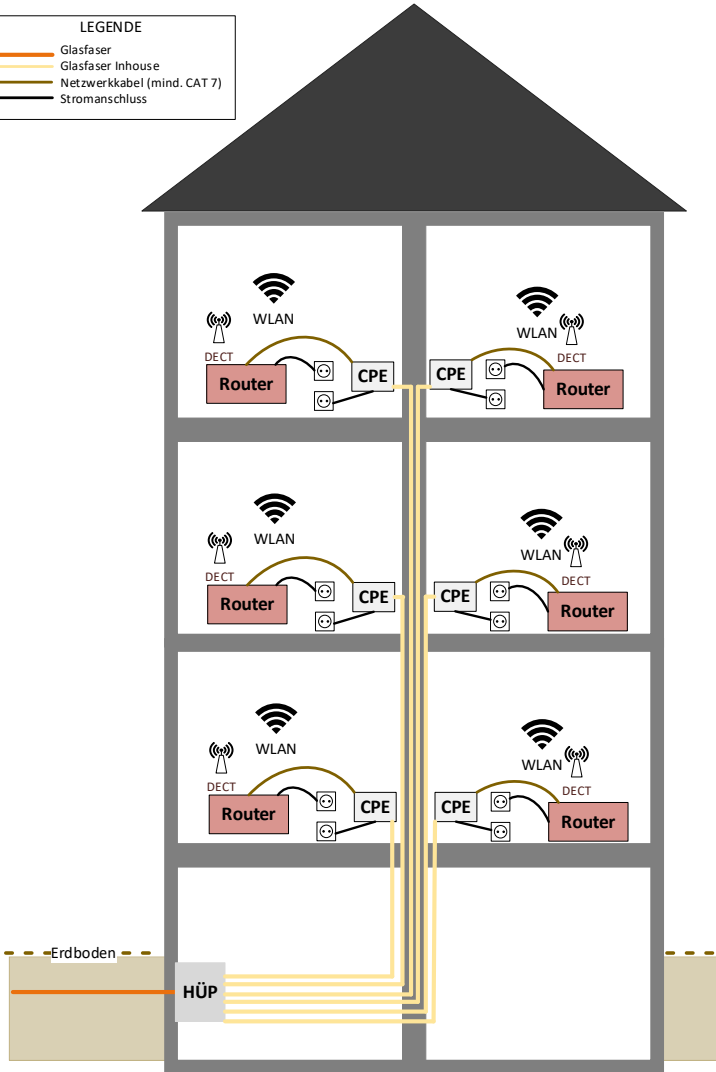 LEGENDE
Glasfaser
Glasfaser Inhouse
Netzwerkkabel (mind. CAT 7)
Stromanschluss
WLAN
DECT
Router
CPE
WLAN
DECT
CPE
Router
WLAN
DECT
Router
CPE
WLAN
DECT
CPE
Router
WLAN
DECT
Router
CPE
WLAN
DECT
CPE
Router
Erdboden
HÜP